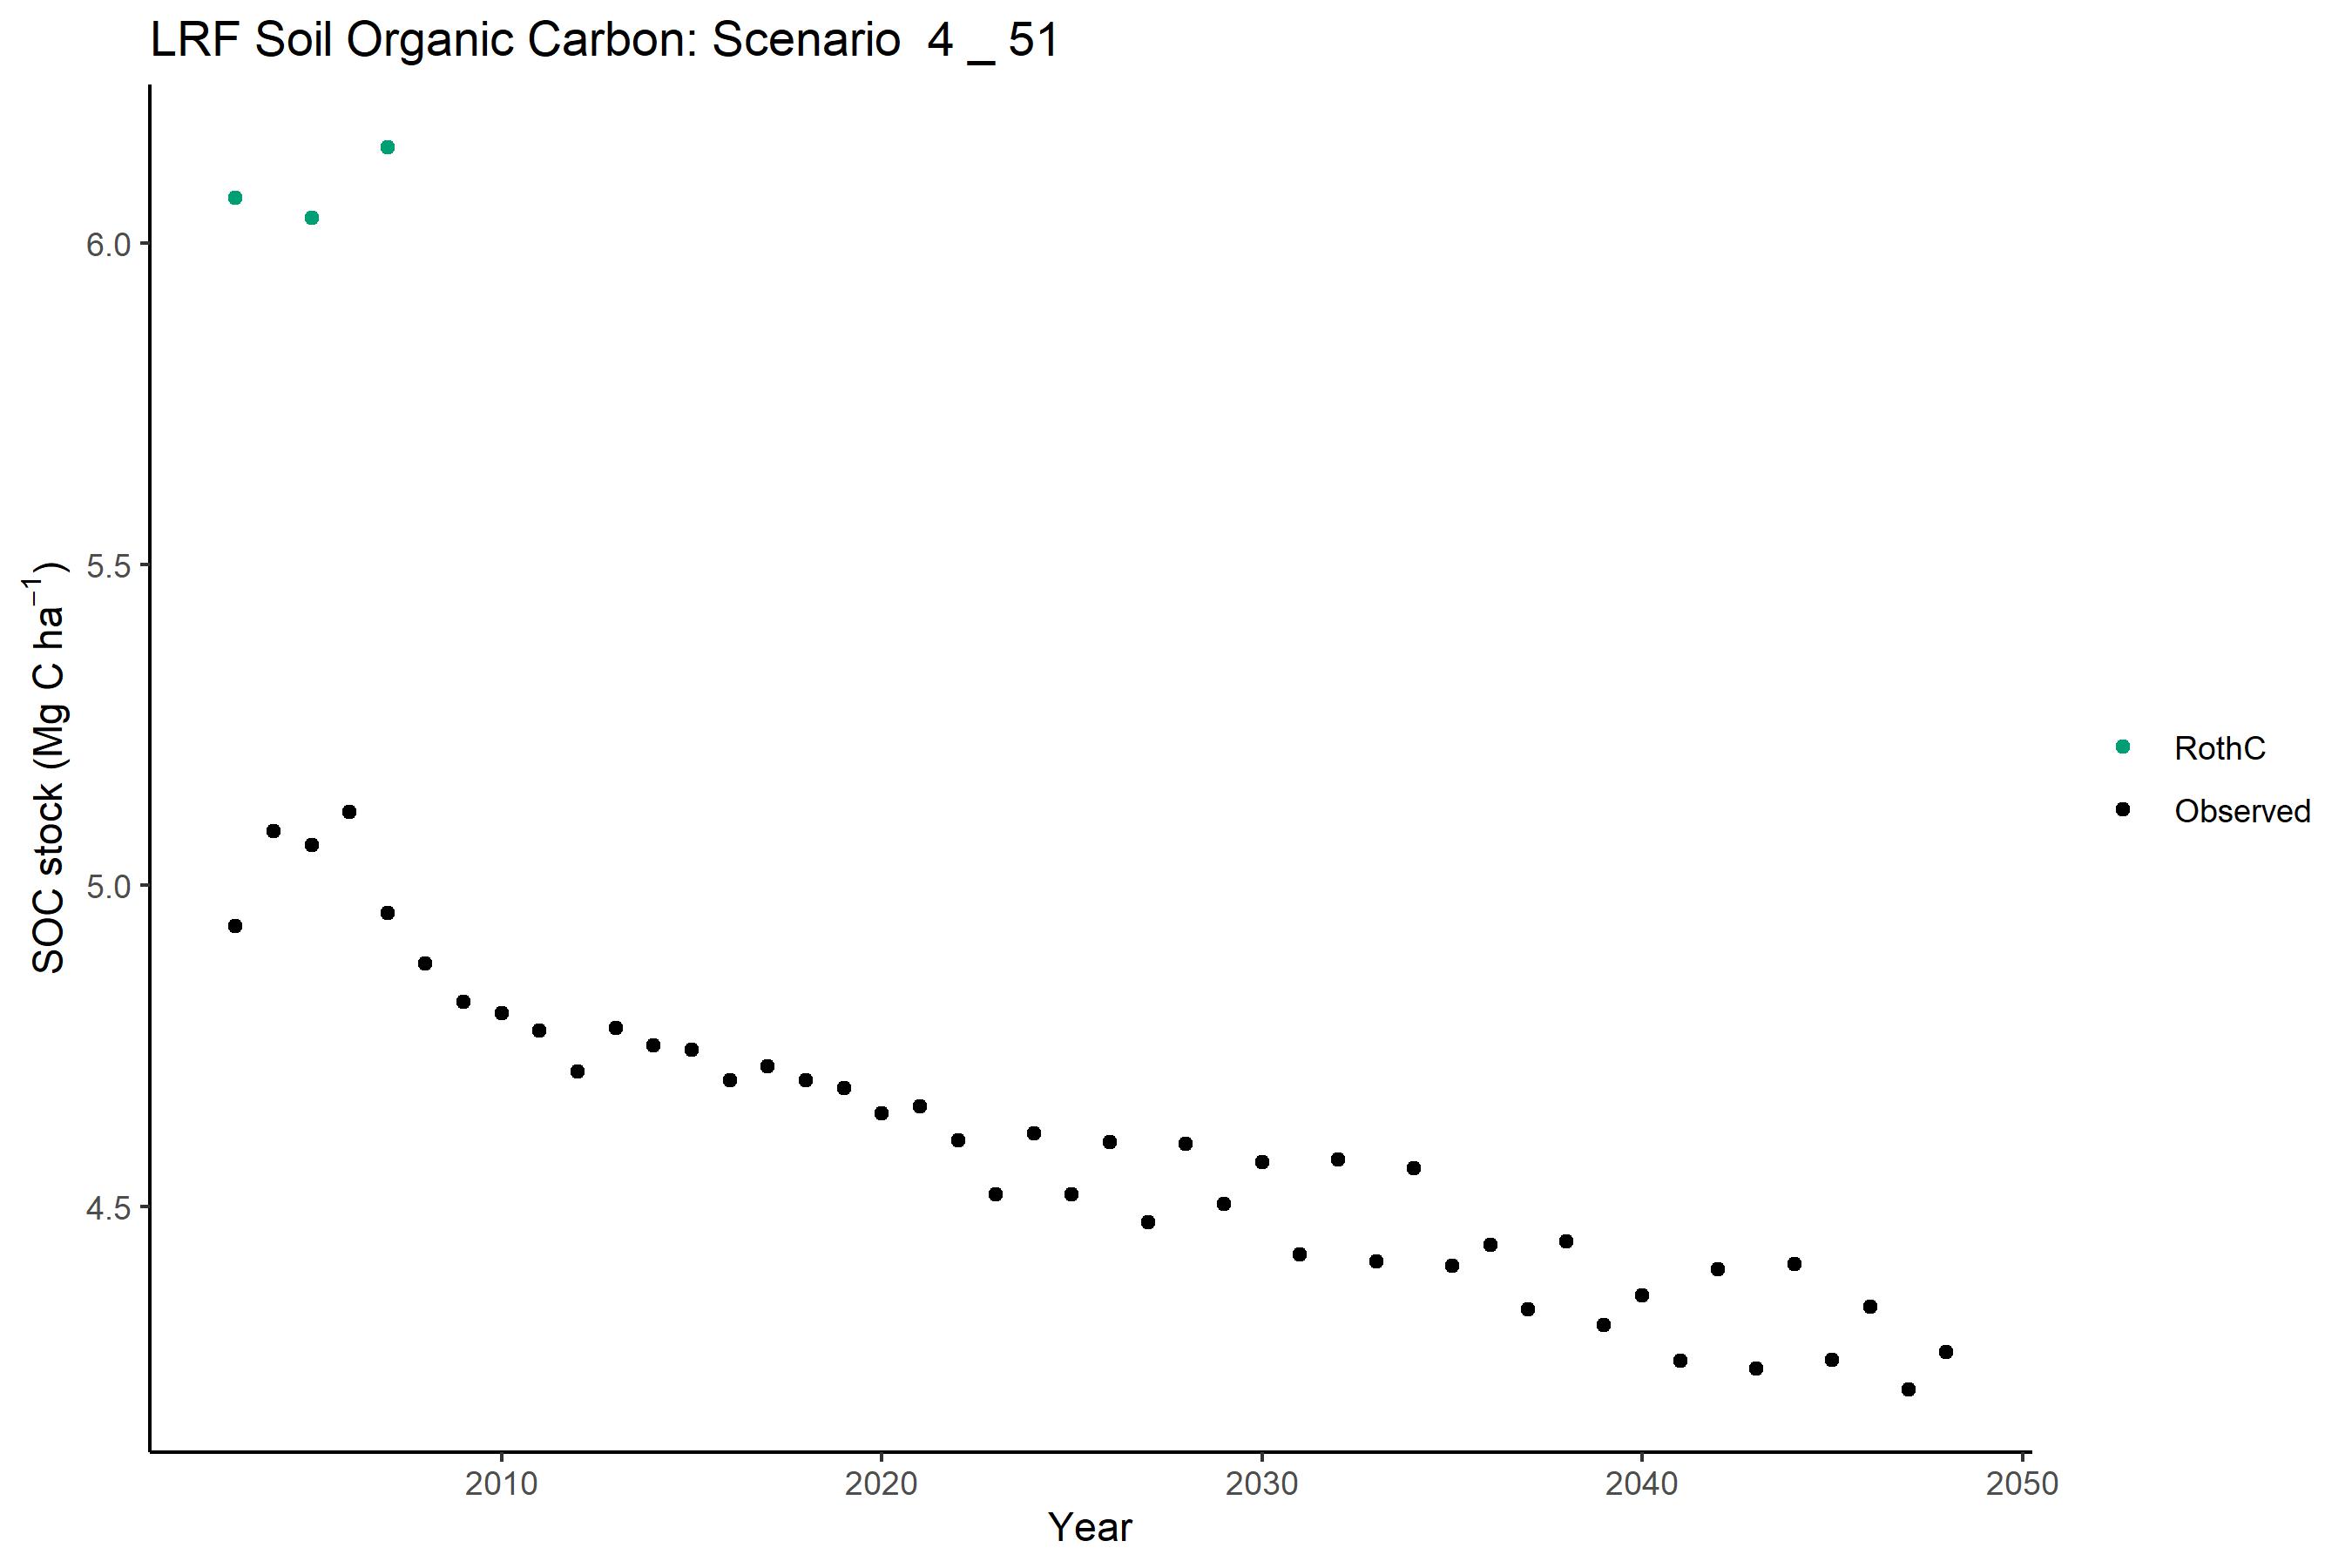 LRF Soil Organic Carbon: Scenario  4 _ 51
SOC stock (Mg C ha⁻¹)
6.0
5.5
5.0
4.5
2010 2020 2030 2040 2050
Year
RothC
Observed